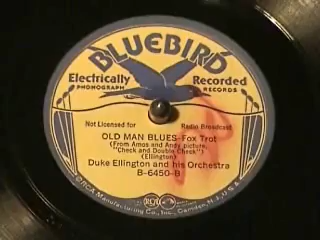 BLUEBIRD
Electrically Recorded
PHONOGRAPH RECORDS
Not Licensed for Radio Broadcast
OLD MAN BLUES-Fox Trot
(From Amos and Andy picture,
"Check and Double Check")
(Ellington)
Duke Ellington and his Orchestra
B-6450-B
RCA
©RCA Manufacturing Co., Inc., Camden, N.J., U.S.A.